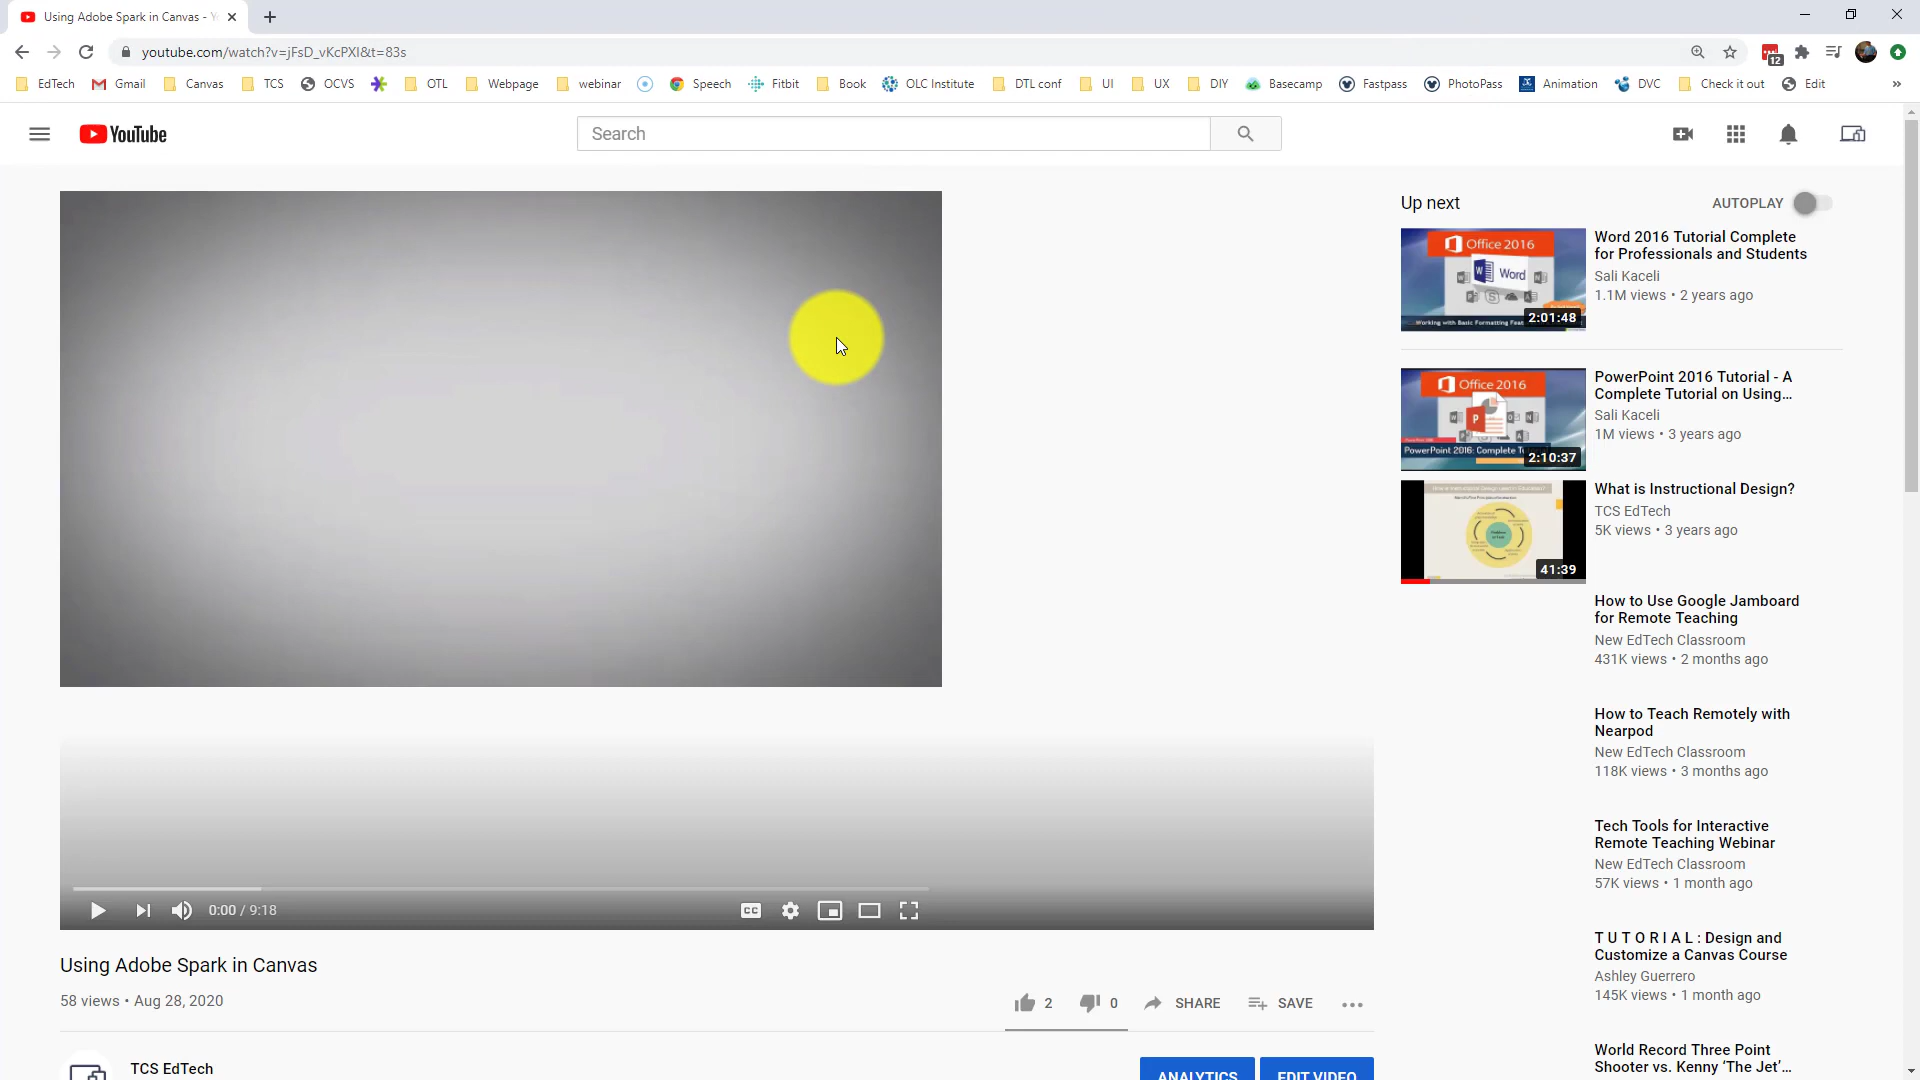 Using Adobe Spark in Canvas - Y
youtube.com/watch?v=jFsD_vKcPXI&t=83s
12
EdTech Gmail Canvas TCS OCVS OTL Webpage webinar Speech Fitbit Book OLC Institute DTL conf UI UX DIY Basecamp Fastpass PhotoPass Animation DVC Check it out Edit »
YouTube
Search
Up next
AUTOPLAY
Office 2016
Word
2:01:48
Word 2016 Tutorial Complete
for Professionals and Students
Sali Kaceli
1.1M views • 2 years ago
Office 2016
2:10:37
PowerPoint 2016 Tutorial - A
Complete Tutorial on Using...
Sali Kaceli
1M views • 3 years ago
41:39
What is Instructional Design?
TCS EdTech
5K views • 3 years ago
How to Use Google Jamboard
for Remote Teaching
New EdTech Classroom
431K views • 2 months ago
How to Teach Remotely with
Nearpod
New EdTech Classroom
118K views • 3 months ago
Tech Tools for Interactive
Remote Teaching Webinar
New EdTech Classroom
57K views • 1 month ago
T U T O R I A L : Design and
Customize a Canvas Course
Ashley Guerrero
145K views • 1 month ago
World Record Three Point
Shooter vs. Kenny ‘The Jet’...
0:00 / 9:18
CC
Using Adobe Spark in Canvas
58 views • Aug 28, 2020
2 0 SHARE SAVE
TCS EdTech
ANALYTICS
EDIT VIDEO